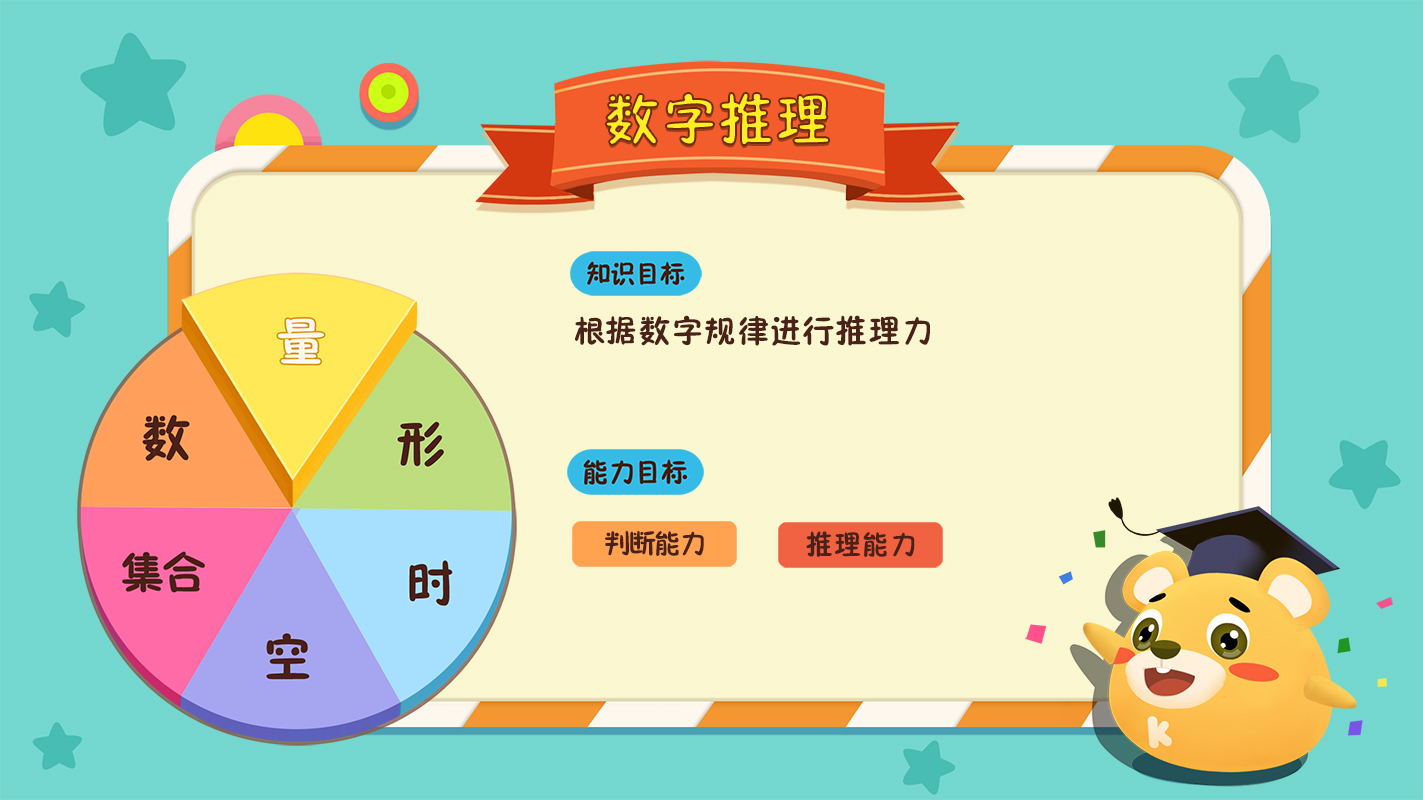 数字推理
知识目标
根据数字规律进行推理力
能力目标
判断能力
推理能力
量
数
形
集合
时
空
K